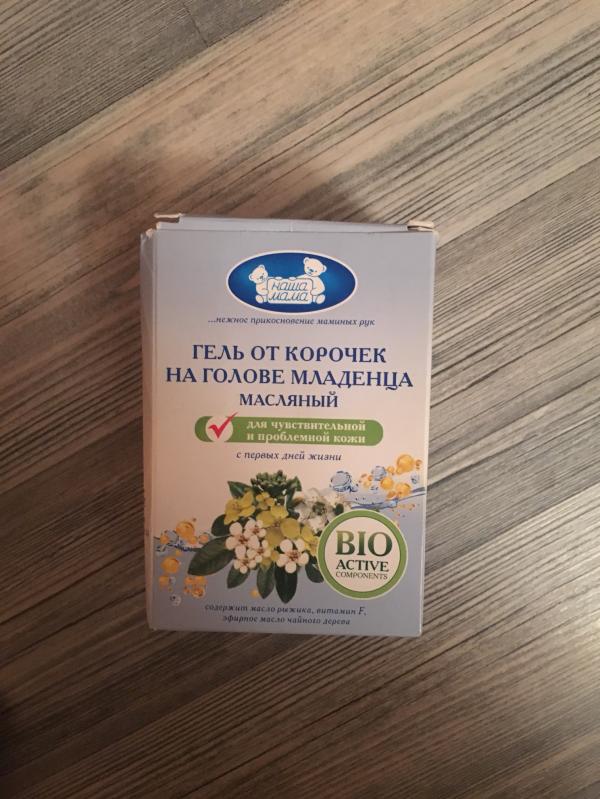 наша
мама
...нежное прикосновение маминых рук
ГЕЛЬ ОТ КОРОЧЕК
НА ГОЛОВЕ МЛАДЕНЦА
МАСЛЯНЫЙ
для чувствительной
и проблемной кожи
с первых дней жизни
BIO
ACTIVE
COMPONENTS
содержит масло рыжика, витамин F,
эфирное масло чайного дерева